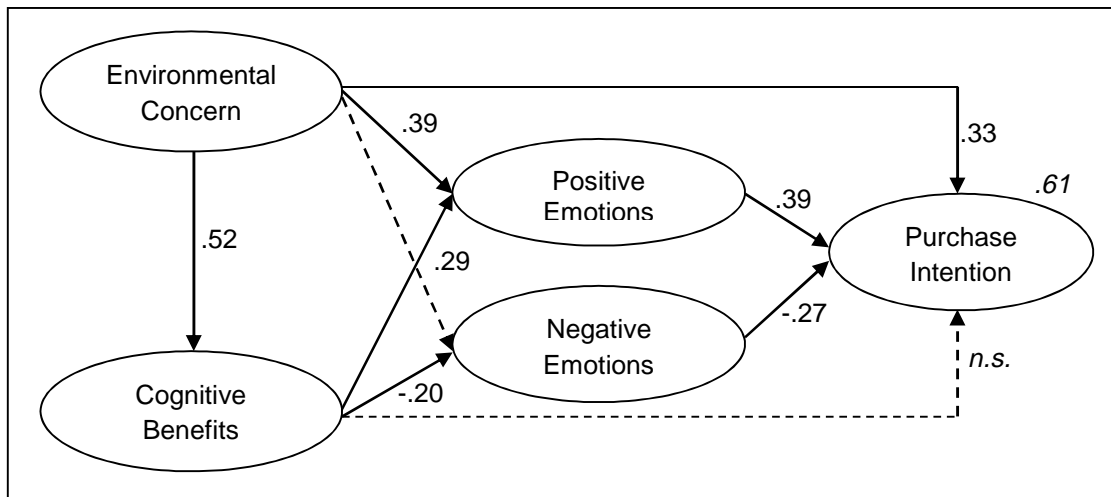 Environmental
Concern
.39
.33
Positive
Emotions
.39
.61
Purchase
Intention
.52
.29
Negative
Emotions
-.27
n.s.
Cognitive
Benefits
-.20